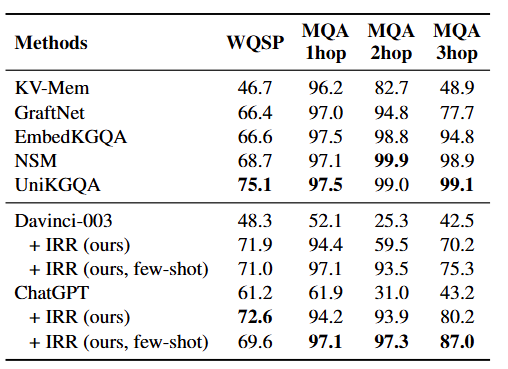 Methods WQSP MQA 1hop MQA 2hop MQA 3hop
KV-Mem 46.7 96.2 82.7 48.9
GraftNet 66.4 97.0 94.8 77.7
EmbedKGQA 66.6 97.5 98.8 94.8
NSM 68.7 97.1 99.9 98.9
UniKGQA 75.1 97.5 99.0 99.1
Davinci-003 48.3 52.1 25.3 42.5
+ IRR (ours) 71.9 94.4 59.5 70.2
+ IRR (ours, few-shot) 71.0 97.1 93.5 75.3
ChatGPT 61.2 61.9 31.0 43.2
+ IRR (ours) 72.6 94.2 93.9 80.2
+ IRR (ours, few-shot) 69.6 97.1 97.3 87.0